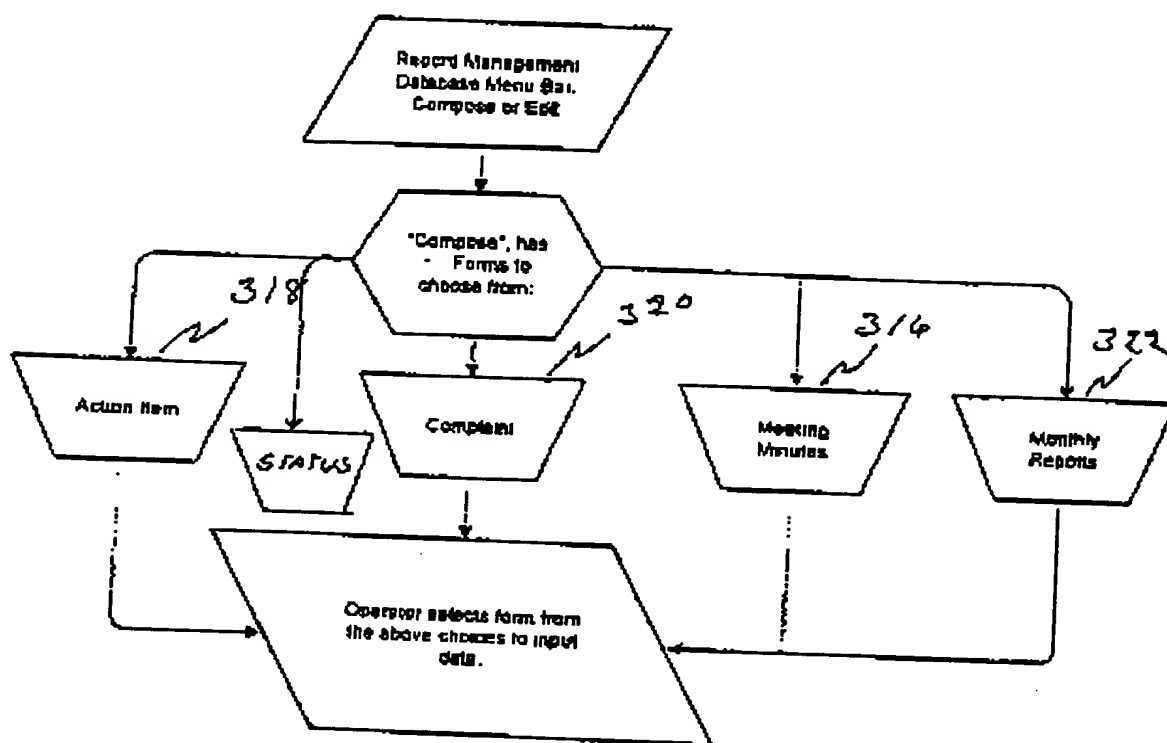 Record Management
Database Menu Bar.
Compose or Edit
"Compose", has
- Forms to
choose from:
318
320
316
322
Action Item
STATUS
Complaint
Meeting
Minutes
Monthly
Reports
Operator selects form from
the above choices to input
data.